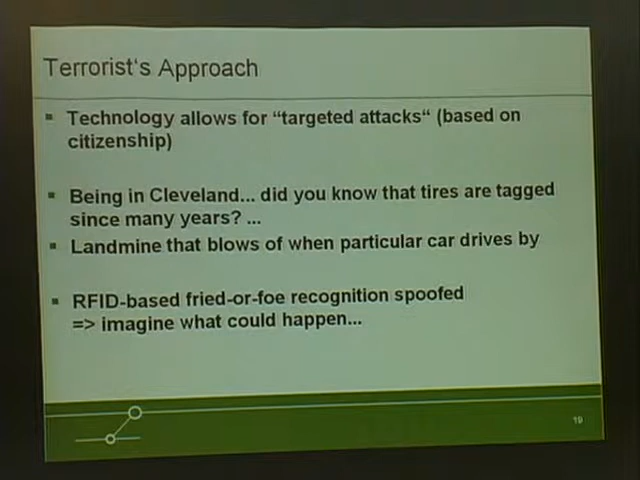 Terrorist‘s Approach
▪ Technology allows for “targeted attacks“ (based on
citizenship)
▪ Being in Cleveland... did you know that tires are tagged
since many years? ...
▪ Landmine that blows of when particular car drives by
▪ RFID-based fried-or-foe recognition spoofed
=> imagine what could happen...
19